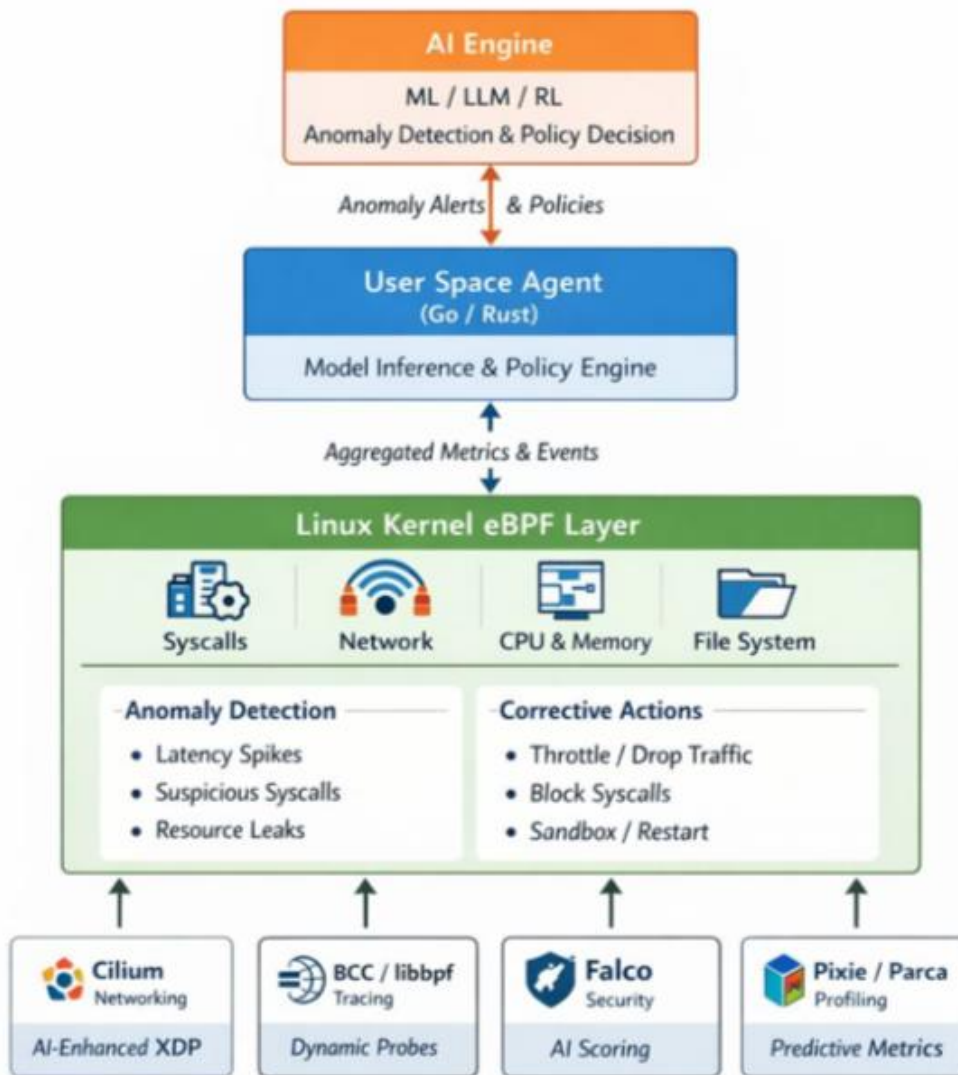 AI Engine
ML / LLM / RL
Anomaly Detection & Policy Decision
Anomaly Alerts & Policies
User Space Agent
(Go / Rust)
Model Inference & Policy Engine
Aggregated Metrics & Events
Linux Kernel eBPF Layer
Syscalls
Network
CPU & Memory
File System
Anomaly Detection
• Latency Spikes
• Suspicious Syscalls
• Resource Leaks
Corrective Actions
• Throttle / Drop Traffic
• Block Syscalls
• Sandbox / Restart
Cilium
Networking
AI-Enhanced XDP
BCC / libbpf
Tracing
Dynamic Probes
Falco
Security
AI Scoring
Pixie / Parca
Profiling
Predictive Metrics